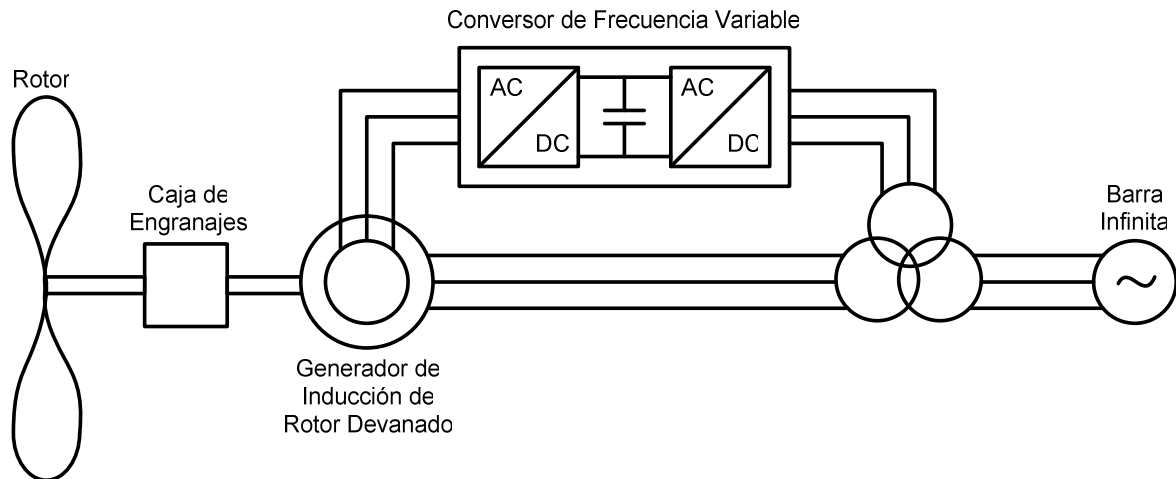 Conversor de Frecuencia Variable
Rotor
AC
DC
AC
DC
Caja de
Engranajes
Barra
Infinita
Generador de
Inducción de
Rotor Devanado